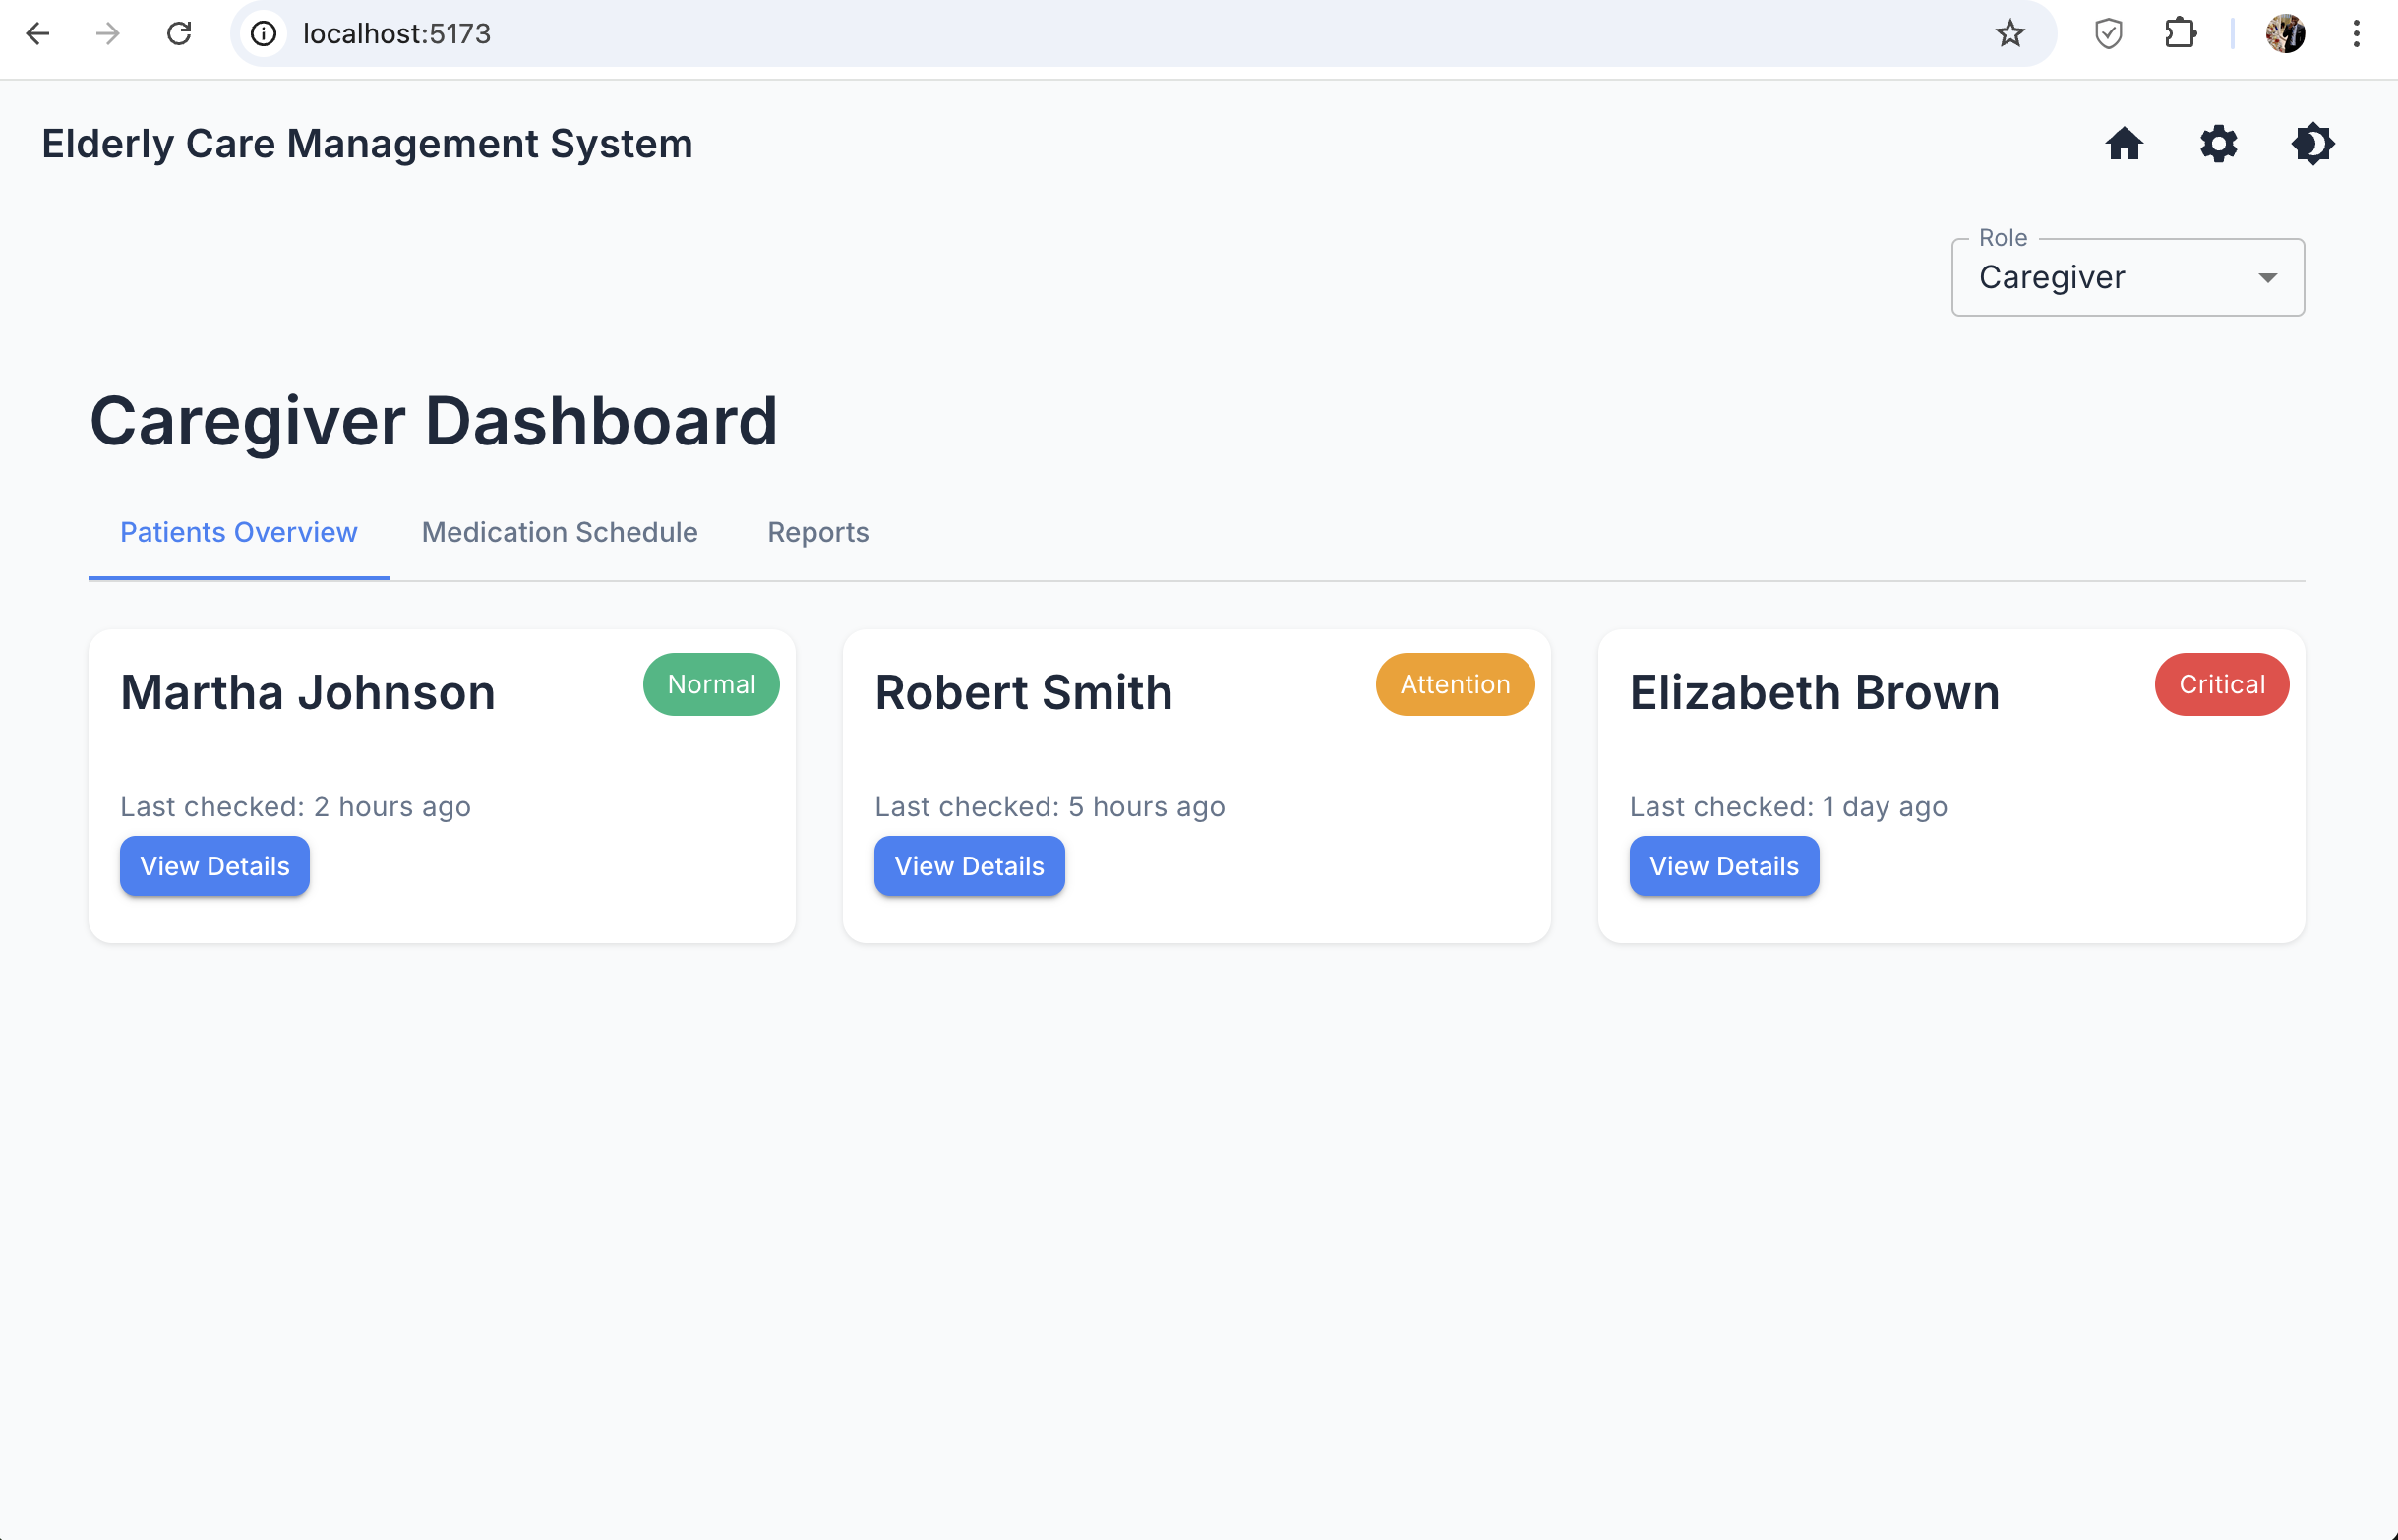 localhost:5173
Elderly Care Management System
Role
Caregiver
Caregiver Dashboard
Patients Overview
Medication Schedule
Reports
Martha Johnson
Normal
Last checked: 2 hours ago
View Details
Robert Smith
Attention
Last checked: 5 hours ago
View Details
Elizabeth Brown
Critical
Last checked: 1 day ago
View Details